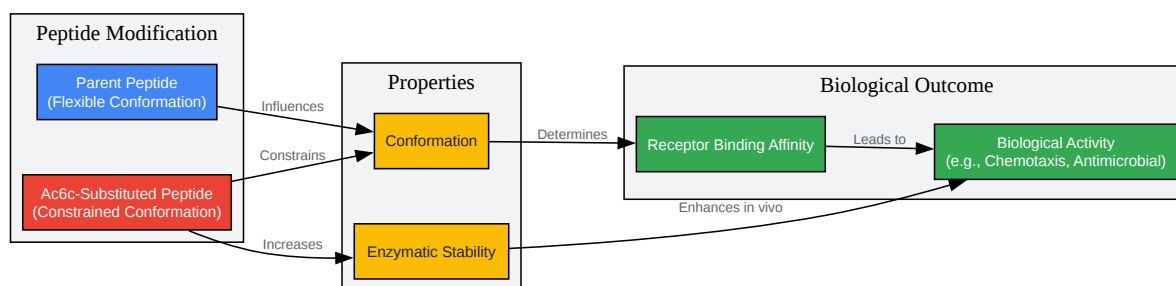 Peptide Modification
Parent Peptide
(Flexible Conformation)
Ac6c-Substituted Peptide
(Constrained Conformation)
Influences
Constrains
Increases
Properties
Conformation
Enzymatic Stability
Determines
Enhances in vivo
Biological Outcome
Receptor Binding Affinity
Leads to
Biological Activity
(e.g., Chemotaxis, Antimicrobial)